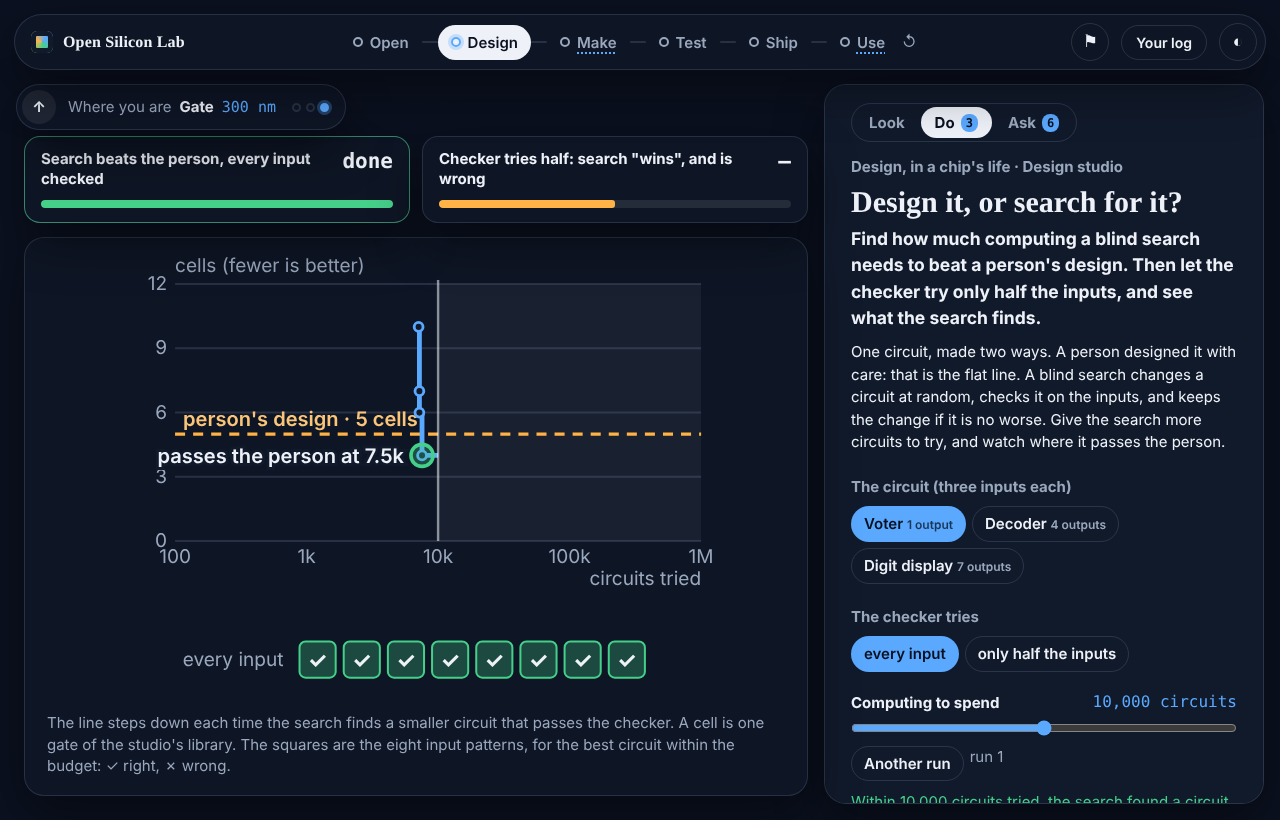 Open Silicon Lab
Open
Design
Make
Test
Ship
Use
Your log
Where you are Gate 300 nm
Search beats the person, every input checked
done
Checker tries half: search "wins", and is wrong
–
cells (fewer is better)
12
9
6
person's design · 5 cells
passes the person at 7.5k
3
0
100
1k
10k
100k
1M
circuits tried
every input
The line steps down each time the search finds a smaller circuit that passes the checker. A cell is one
gate of the studio's library. The squares are the eight input patterns, for the best circuit within the
budget: ✓ right, × wrong.
Look
Do 3
Ask 6
Design, in a chip's life · Design studio
Design it, or search for it?
Find how much computing a blind search
needs to beat a person's design. Then let the
checker try only half the inputs, and see
what the search finds.
One circuit, made two ways. A person designed it with
care: that is the flat line. A blind search changes a
circuit at random, checks it on the inputs, and keeps
the change if it is no worse. Give the search more
circuits to try, and watch where it passes the person.
The circuit (three inputs each)
Voter 1 output
Decoder 4 outputs
Digit display 7 outputs
The checker tries
every input
only half the inputs
Computing to spend
10,000 circuits
Another run
run 1
Within 10,000 circuits tried, the search found a circuit